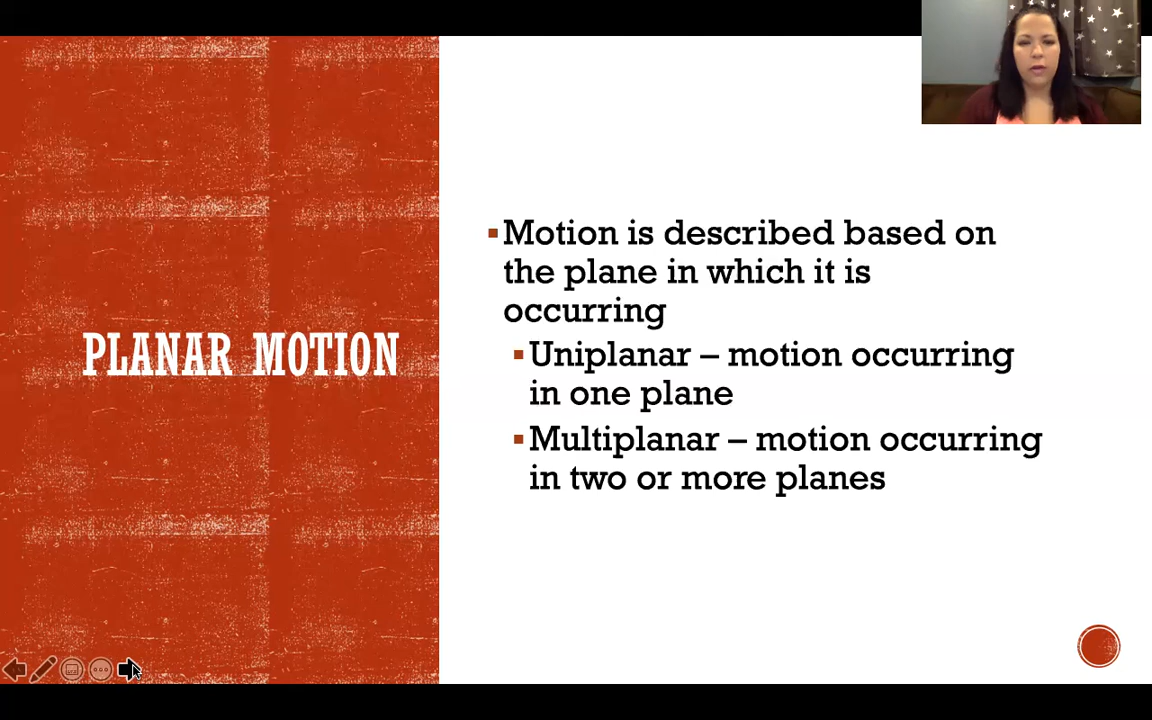 PLANAR MOTION
Motion is described based on
the plane in which it is
occurring
Uniplanar – motion occurring
in one plane
Multiplanar – motion occurring
in two or more planes